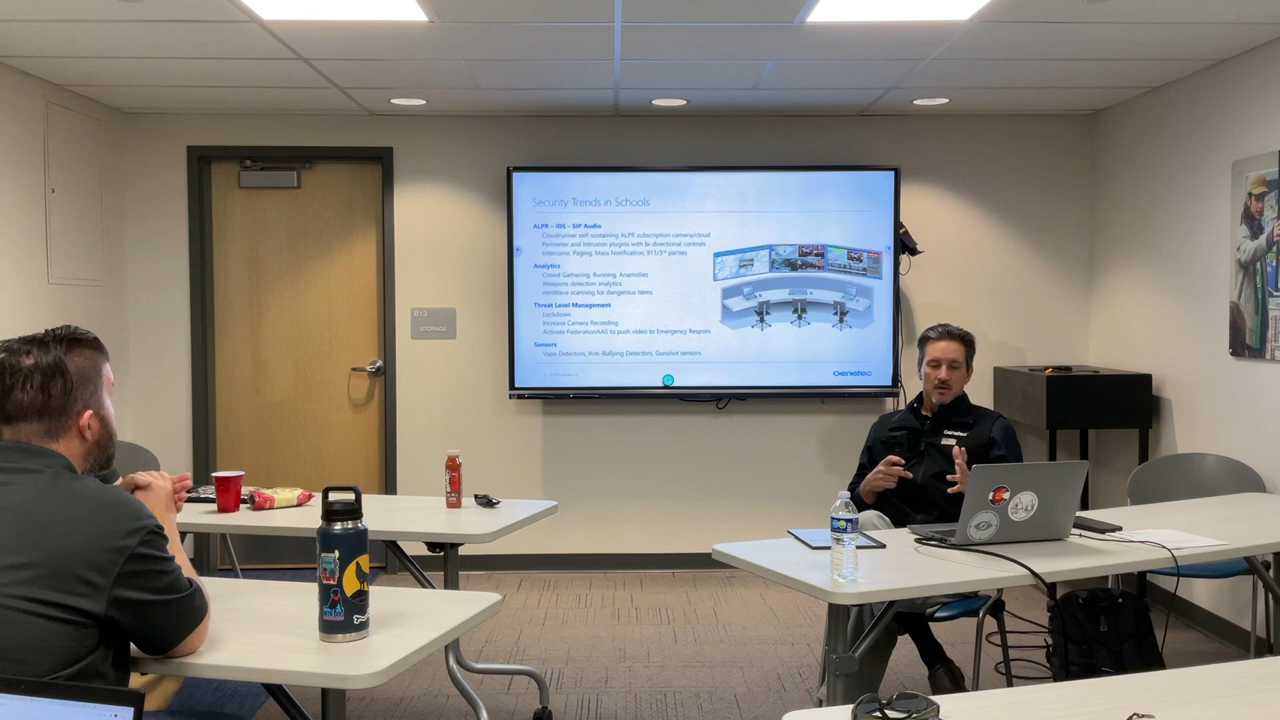 Security Trends in Schools
ALPR – IDS – SIP Audio
Cloudrunner self-sustaining ALPR subscription camera/cloud
Perimeter and Intrusion plugins with bi-directional controls
Intercoms, Paging, Mass Notification, 911/3rd parties
Analytics
Crowd Gathering, Running, Anamolies
Weapons detection analytics
mmWave scanning for dangerous items
Threat Level Management
Lockdown
Increase Camera Recording
Activate FederationAAS to push video to Emergency Respon
Sensors
Vape Detectors, Anti-Bullying Detectors, Gunshot sensors
Genetec
B13
STORAGE
Genetec